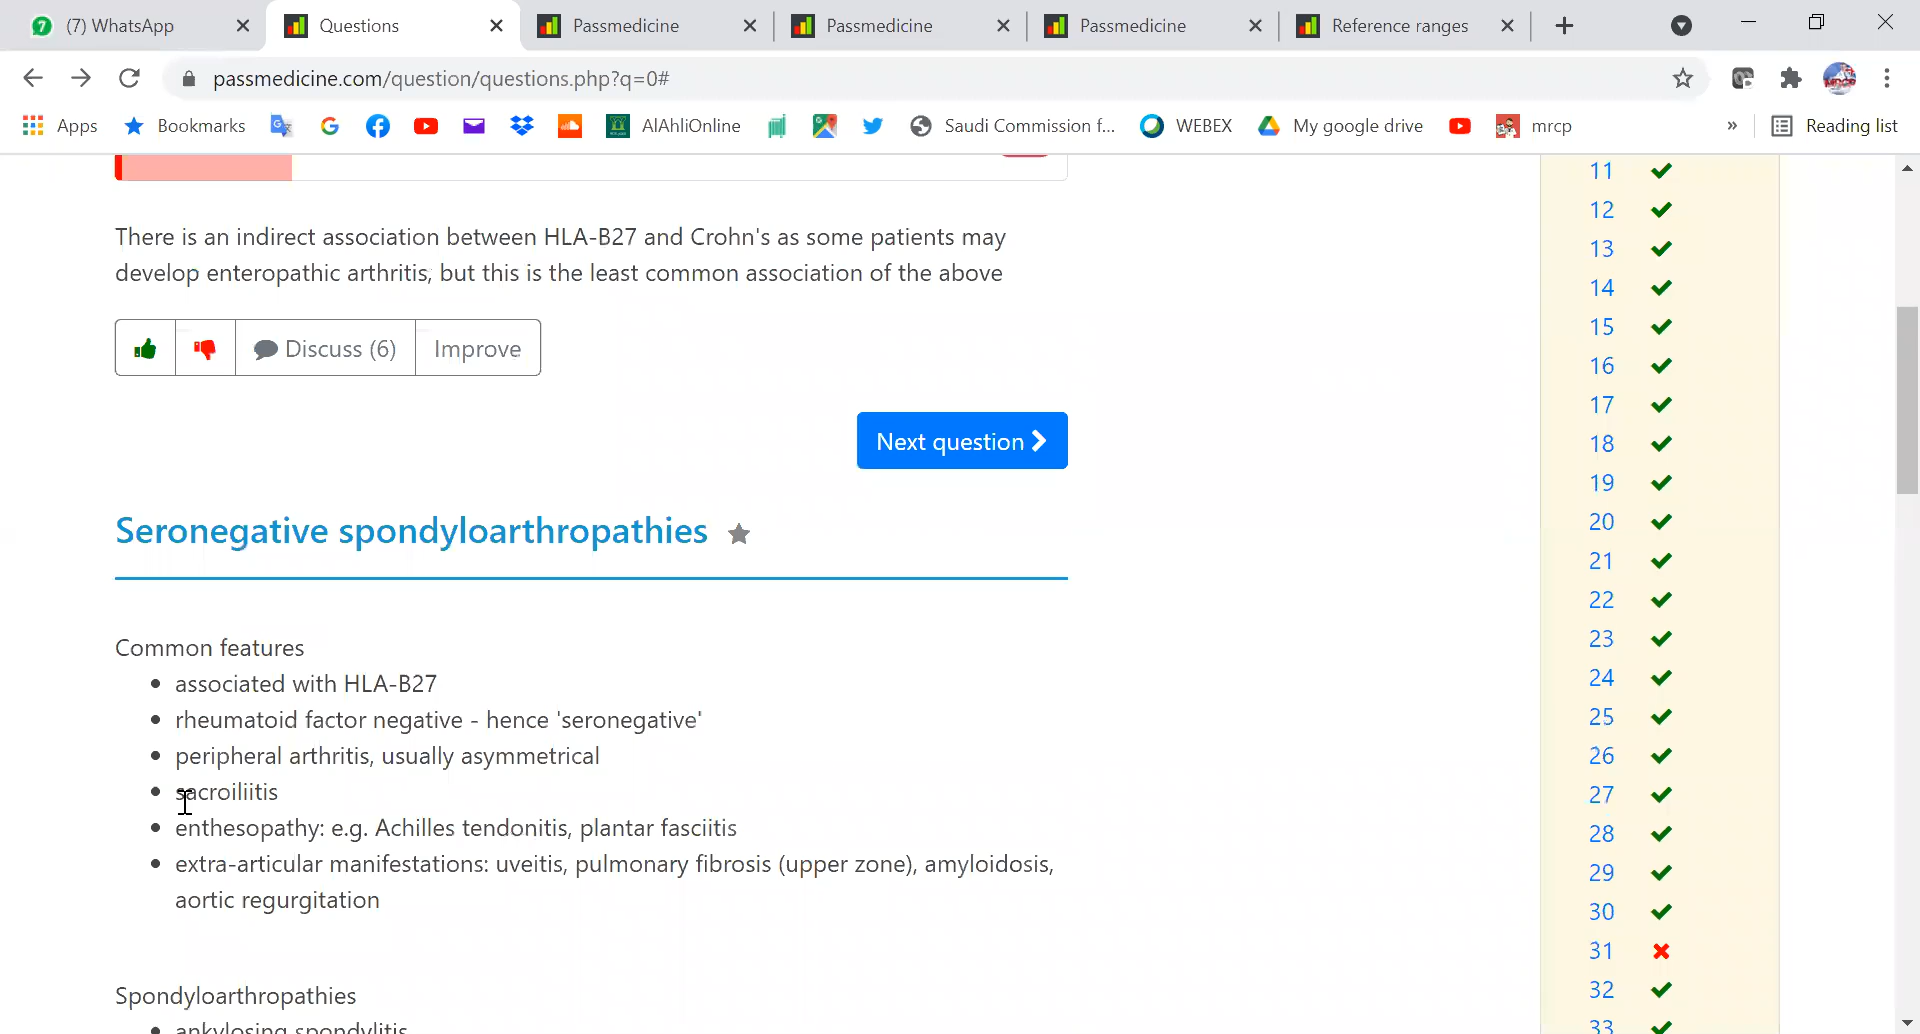 (7) WhatsApp
Questions
Passmedicine
Passmedicine
Passmedicine
Reference ranges
passmedicine.com/question/questions.php?q=0#
Apps
Bookmarks
AlAhliOnline
Saudi Commission f...
WEBEX
My google drive
mrcp
»
Reading list
There is an indirect association between HLA-B27 and Crohn's as some patients may
develop enteropathic arthritis, but this is the least common association of the above
Discuss (6)
Improve
Next question
Seronegative spondyloarthropathies
Common features
• associated with HLA-B27
• rheumatoid factor negative - hence 'seronegative'
• peripheral arthritis, usually asymmetrical
• sacroiliitis
• enthesopathy: e.g. Achilles tendonitis, plantar fasciitis
• extra-articular manifestations: uveitis, pulmonary fibrosis (upper zone), amyloidosis,
aortic regurgitation
Spondyloarthropathies
• ankylosing spondylitis
11
12
13
14
15
16
17
18
19
20
21
22
23
24
25
26
27
28
29
30
31
32
33